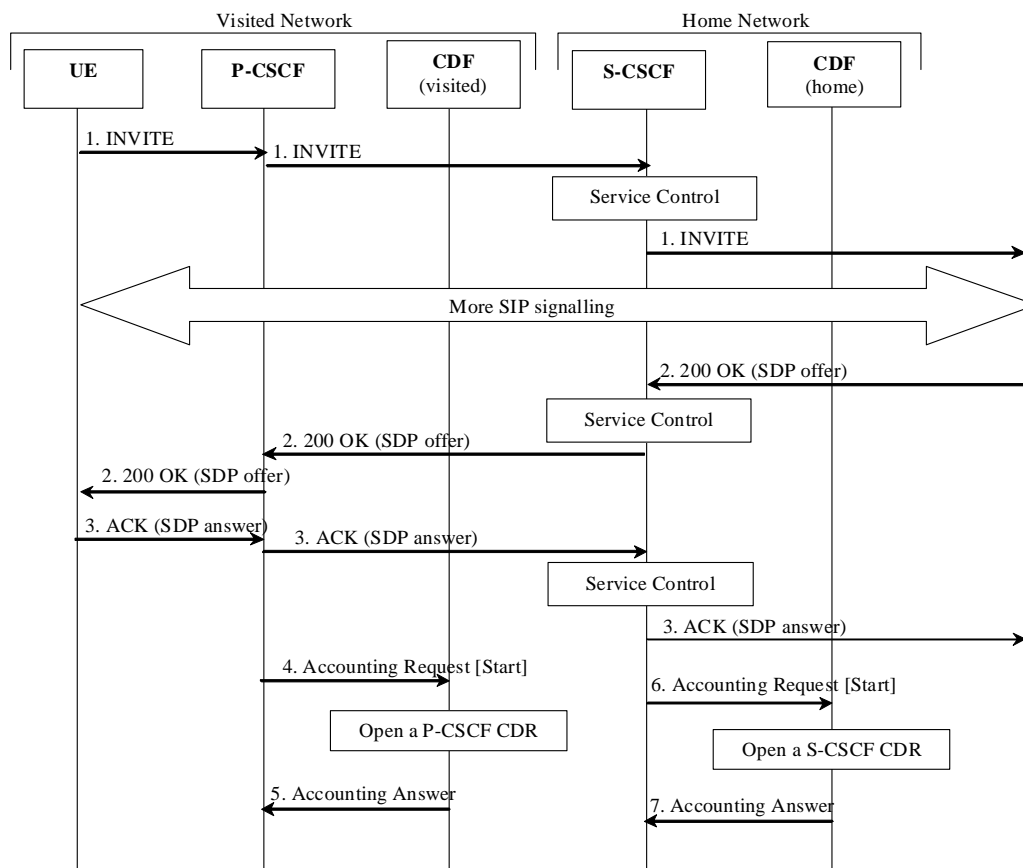 Visited Network
Home Network
UE
P-CSCF
CDF
(visited)
S-CSCF
CDF
(home)
1. INVITE
1. INVITE
Service Control
1. INVITE
More SIP signalling
2. 200 OK (SDP offer)
Service Control
2. 200 OK (SDP offer)
2. 200 OK (SDP offer)
3. ACK (SDP answer)
3. ACK (SDP answer)
Service Control
3. ACK (SDP answer)
4. Accounting Request [Start]
6. Accounting Request [Start]
Open a P-CSCF CDR
Open a S-CSCF CDR
5. Accounting Answer
7. Accounting Answer